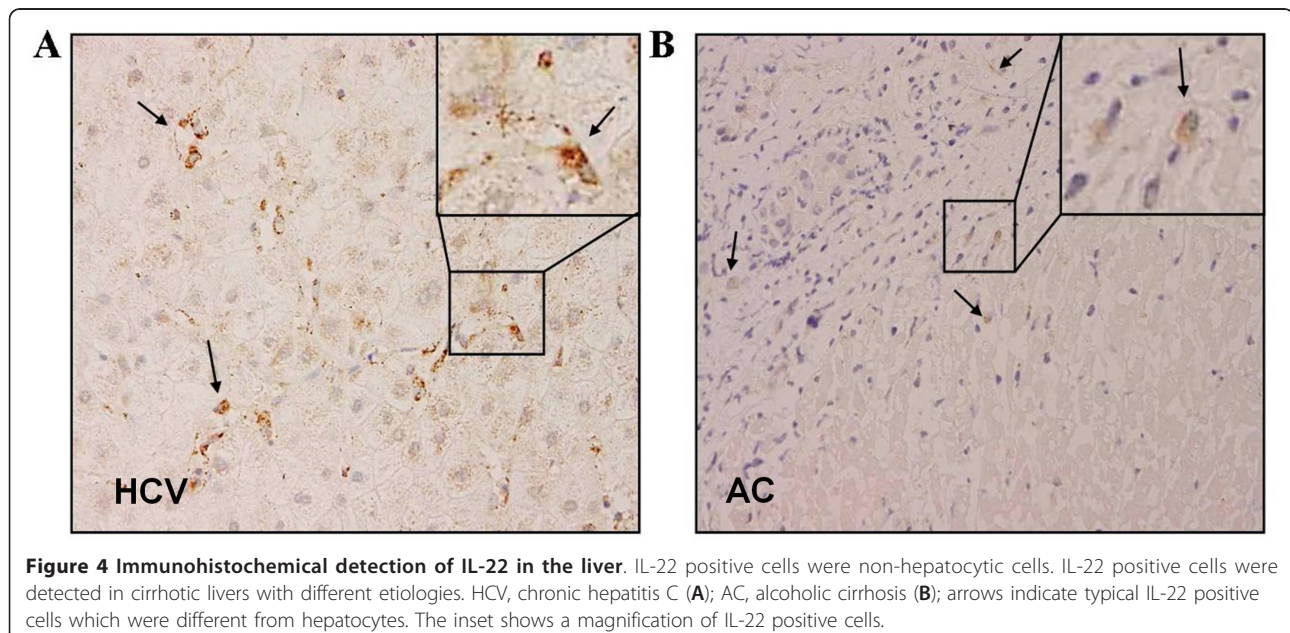 A
B
HCV
AC
Figure 4 Immunohistochemical detection of IL-22 in the liver. IL-22 positive cells were non-hepatocytic cells. IL-22 positive cells were
detected in cirrhotic livers with different etiologies. HCV, chronic hepatitis C (A); AC, alcoholic cirrhosis (B); arrows indicate typical IL-22 positive
cells which were different from hepatocytes. The inset shows a magnification of IL-22 positive cells.